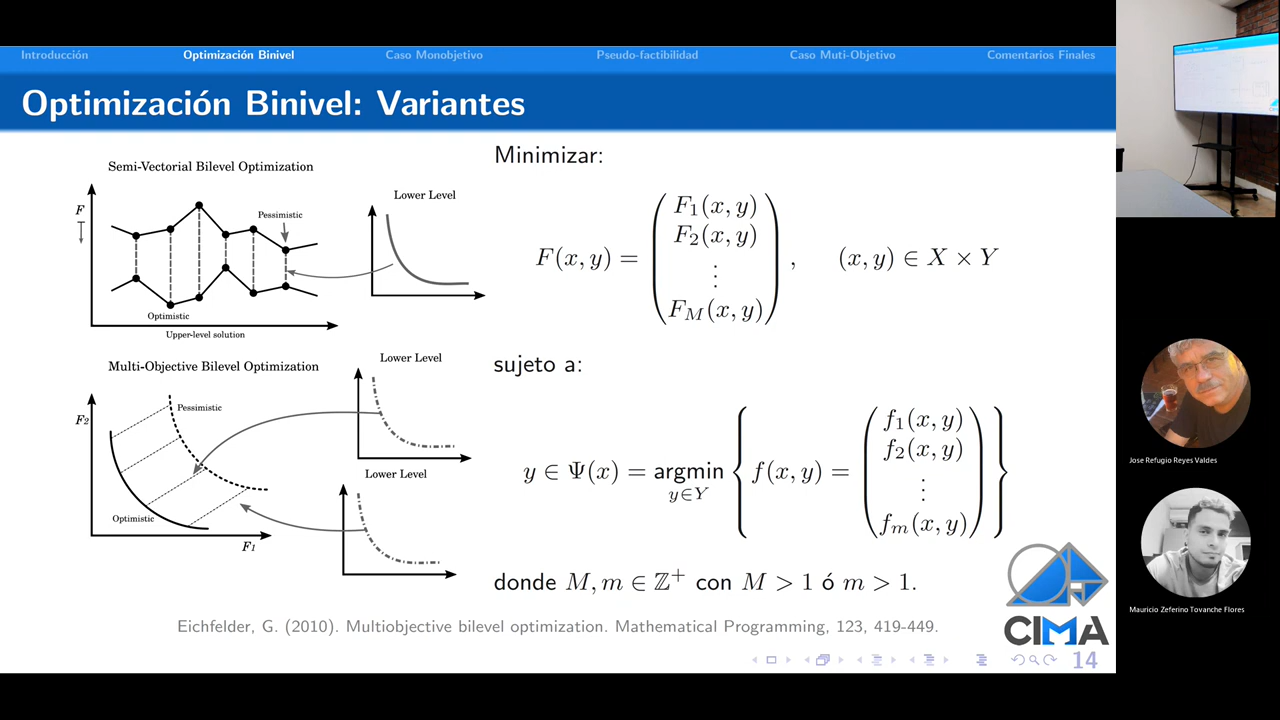 Introducción
Optimización Binivel
Caso Monobjetivo
Pseudo-factibilidad
Caso Muti-Objetivo
Comentarios Finales
Optimización Binivel: Variantes
Semi-Vectorial Bilevel Optimization
F
Pessimistic
Optimistic
Upper-level solution
Lower Level
Multi-Objective Bilevel Optimization
F₂
Pessimistic
Optimistic
F₁
Lower Level
Lower Level
Minimizar:
F(x, y) = ( F₁(x, y)
F₂(x, y)
⋮
F_M(x, y) ) , (x, y) ∈ X × Y
sujeto a:
y ∈ Ψ(x) = argmin y∈Y { f(x, y) = ( f₁(x, y)
f₂(x, y)
⋮
f_m(x, y) ) }
donde M, m ∈ ℤ⁺ con M > 1 ó m > 1.
Eichfelder, G. (2010). Multiobjective bilevel optimization. Mathematical Programming, 123, 419-449.
CIMA
14
Jose Refugio Reyes Valdes
Mauricio Zeferino Tovanche Flores